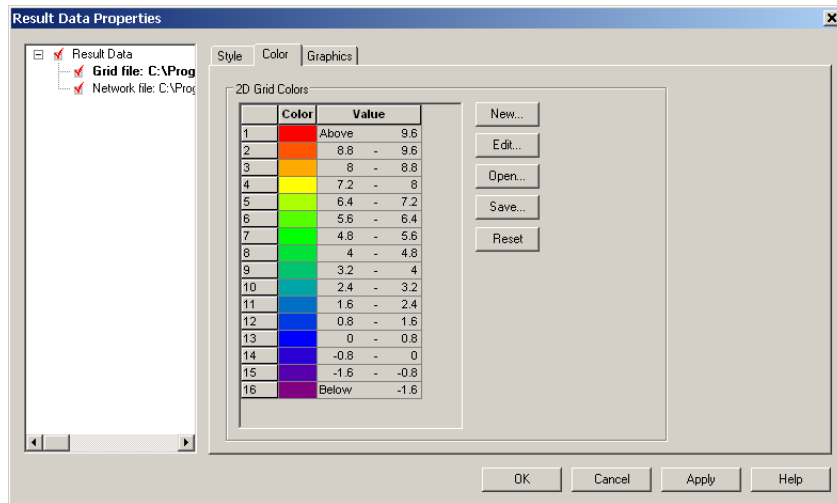 Result Data Properties
Result Data
Grid file: C:\Prog
Network file: C:\Prog
Style Color Graphics
2D Grid Colors
Color Value
1 Above 9.6
2 8.8 - 9.6
3 8 - 8.8
4 7.2 - 8
5 6.4 - 7.2
6 5.6 - 6.4
7 4.8 - 5.6
8 4 - 4.8
9 3.2 - 4
10 2.4 - 3.2
11 1.6 - 2.4
12 0.8 - 1.6
13 0 - 0.8
14 -0.8 - 0
15 -1.6 - -0.8
16 Below -1.6
New...
Edit...
Open...
Save...
Reset
OK Cancel Apply Help